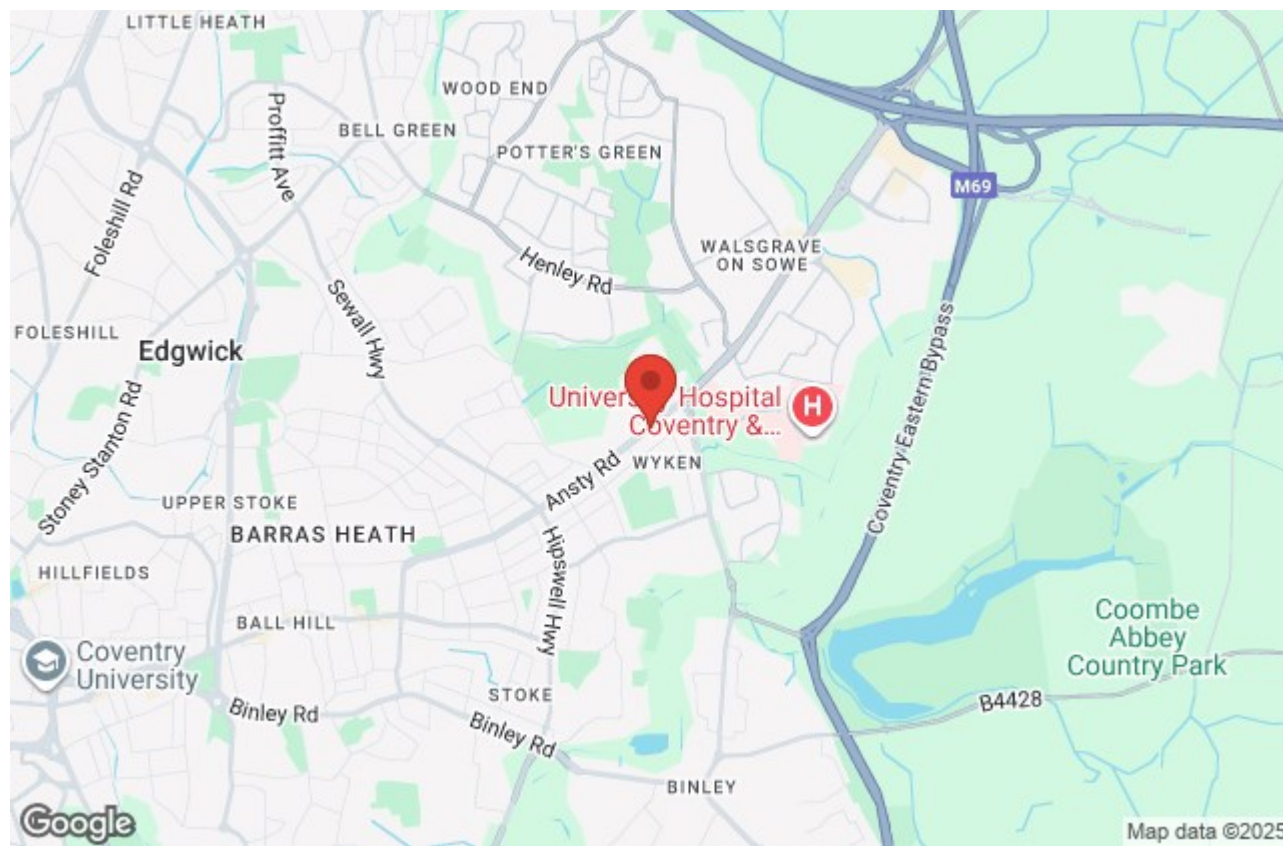 LITTLE HEATH
WOOD END
Proffitt Ave
BELL GREEN
POTTER'S GREEN
M69
Foleshill Rd
WALSGRAVE
ON SOWE
Henley Rd
Sewall Hwy
FOLESHILL
Edgwick
Coventry Eastern Bypass
Stoney Stanton Rd
University Hospital
Coventry &...
H
WYKEN
Ansty Rd
UPPER STOKE
BARRAS HEATH
Hipswell Hwy
HILLFIELDS
BALL HILL
Coombe
Abbey
Country Park
Coventry
University
STOKE
B4428
Binley Rd
Binley Rd
BINLEY
Google
Map data ©2025